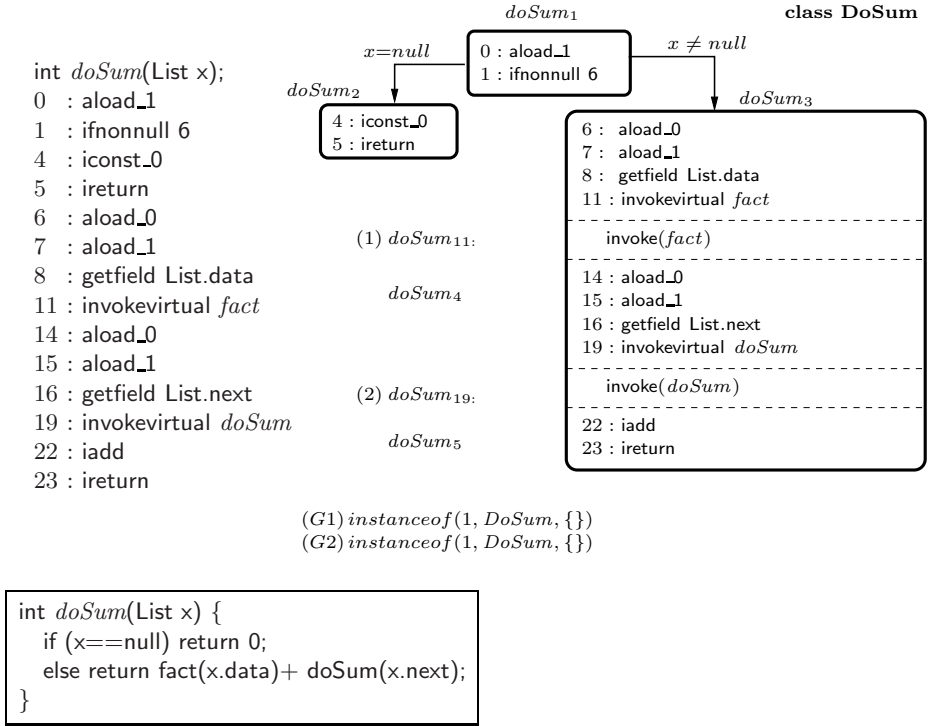 doSum₁
class DoSum
x=null
x ≠ null
0 : aload_1
1 : ifnonnull 6
doSum₂
4 : iconst_0
5 : ireturn
doSum₃
6 : aload_0
7 : aload_1
8 : getfield List.data
11 : invokevirtual fact
invoke(fact)
14 : aload_0
15 : aload_1
16 : getfield List.next
19 : invokevirtual doSum
invoke(doSum)
22 : iadd
23 : ireturn
(1) doSum₁₁:
doSum₄
(2) doSum₁₉:
doSum₅
int doSum(List x);
0 : aload_1
1 : ifnonnull 6
4 : iconst_0
5 : ireturn
6 : aload_0
7 : aload_1
8 : getfield List.data
11 : invokevirtual fact
14 : aload_0
15 : aload_1
16 : getfield List.next
19 : invokevirtual doSum
22 : iadd
23 : ireturn
(G1) instanceof(1, DoSum, {})
(G2) instanceof(1, DoSum, {})
int doSum(List x) {
if (x==null) return 0;
else return fact(x.data)+ doSum(x.next);
}